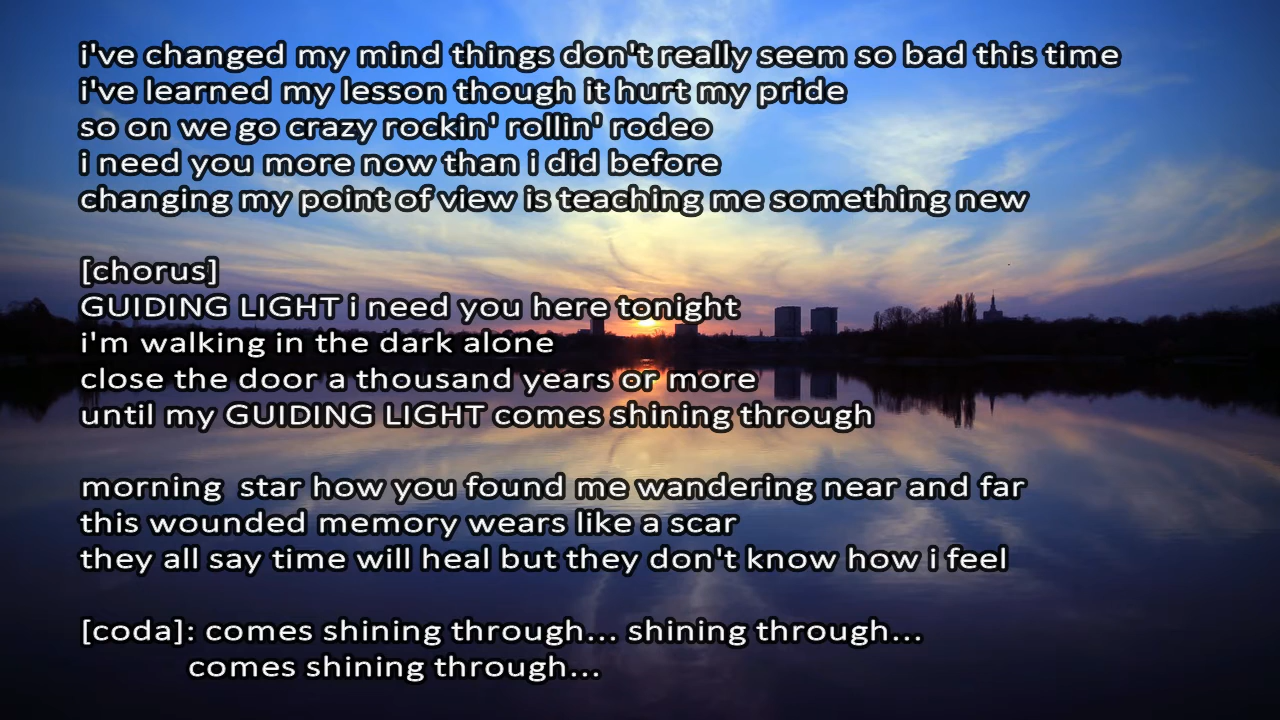 i've changed my mind things don't really seem so bad this time
i've learned my lesson though it hurt my pride
so on we go crazy rockin' rollin' rodeo
i need you more now than i did before
changing my point of view is teaching me something new
[chorus]
GUIDING LIGHT i need you here tonight
i'm walking in the dark alone
close the door a thousand years or more
until my GUIDING LIGHT comes shining through
morning  star how you found me wandering near and far
this wounded memory wears like a scar
they all say time will heal but they don't know how i feel
[coda]: comes shining through... shining through...
comes shining through...